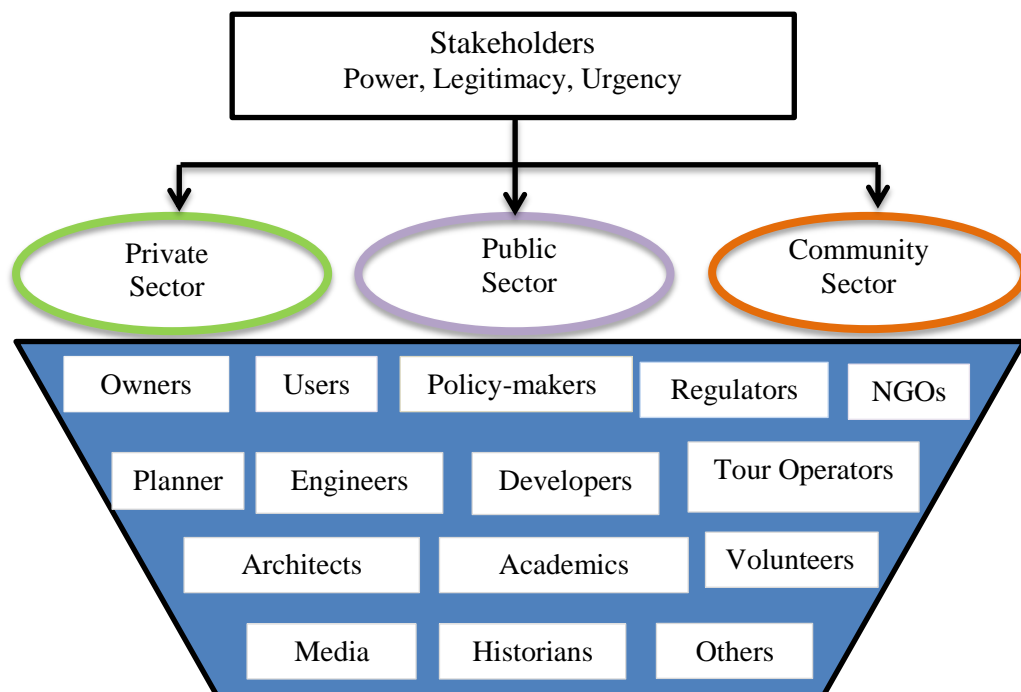 Stakeholders
Power, Legitimacy, Urgency
Private
Sector
Public
Sector
Community
Sector
Owners
Users
Policy-makers
Regulators
NGOs
Planner
Engineers
Developers
Tour Operators
Architects
Academics
Volunteers
Media
Historians
Others